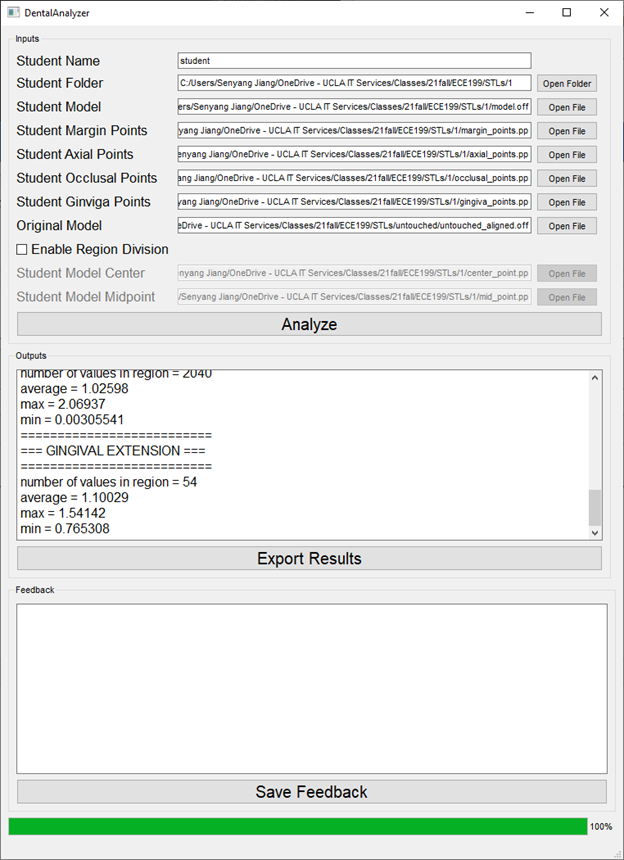 DentalAnalyzer
Inputs
Student Name student
Student Folder C:/Users/Senyang Jiang/OneDrive - UCLA IT Services/Classes/21fall/ECE199/STLs/1 Open Folder
Student Model ers/Senyang Jiang/OneDrive - UCLA IT Services/Classes/21fall/ECE199/STLs/1/model.off Open File
Student Margin Points nyang Jiang/OneDrive - UCLA IT Services/Classes/21fall/ECE199/STLs/1/margin_points.pp Open File
Student Axial Points enyang Jiang/OneDrive - UCLA IT Services/Classes/21fall/ECE199/STLs/1/axial_points.pp Open File
Student Occlusal Points ang Jiang/OneDrive - UCLA IT Services/Classes/21fall/ECE199/STLs/1/occlusal_points.pp Open File
Student Ginviga Points yang Jiang/OneDrive - UCLA IT Services/Classes/21fall/ECE199/STLs/1/gingiva_points.pp Open File
Original Model eDrive - UCLA IT Services/Classes/21fall/ECE199/STLs/untouched/untouched_aligned.off Open File
Enable Region Division
Student Model Center enyang Jiang/OneDrive - UCLA IT Services/Classes/21fall/ECE199/STLs/1/center_point.pp Open File
Student Model Midpoint /Senyang Jiang/OneDrive - UCLA IT Services/Classes/21fall/ECE199/STLs/1/mid_point.pp Open File
Analyze
Outputs
number of values in region = 2040
average = 1.02598
max = 2.06937
min = 0.00305541
==========================
=== GINGIVAL EXTENSION ===
==========================
number of values in region = 54
average = 1.10029
max = 1.54142
min = 0.765308
Export Results
Feedback
Save Feedback
100%